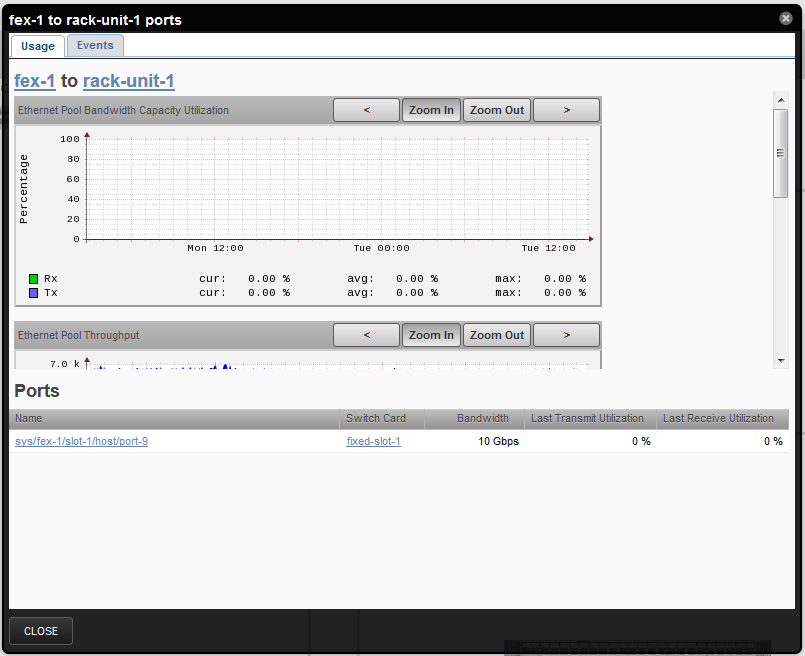 fex-1 to rack-unit-1 ports
Usage Events
fex-1 to rack-unit-1
Ethernet Pool Bandwidth Capacity Utilization < Zoom In Zoom Out >
100
80
60
40
20
0
Percentage
Mon 12:00 Tue 00:00 Tue 12:00
Rx cur: 0.00 % avg: 0.00 % max: 0.00 %
Tx cur: 0.00 % avg: 0.00 % max: 0.00 %
Ethernet Pool Throughput < Zoom In Zoom Out >
7.0 k
Ports
Name Switch Card Bandwidth Last Transmit Utilization Last Receive Utilization
sys/fex-1/slot-1/host/port-9 fixed-slot-1 10 Gbps 0 % 0 %
CLOSE